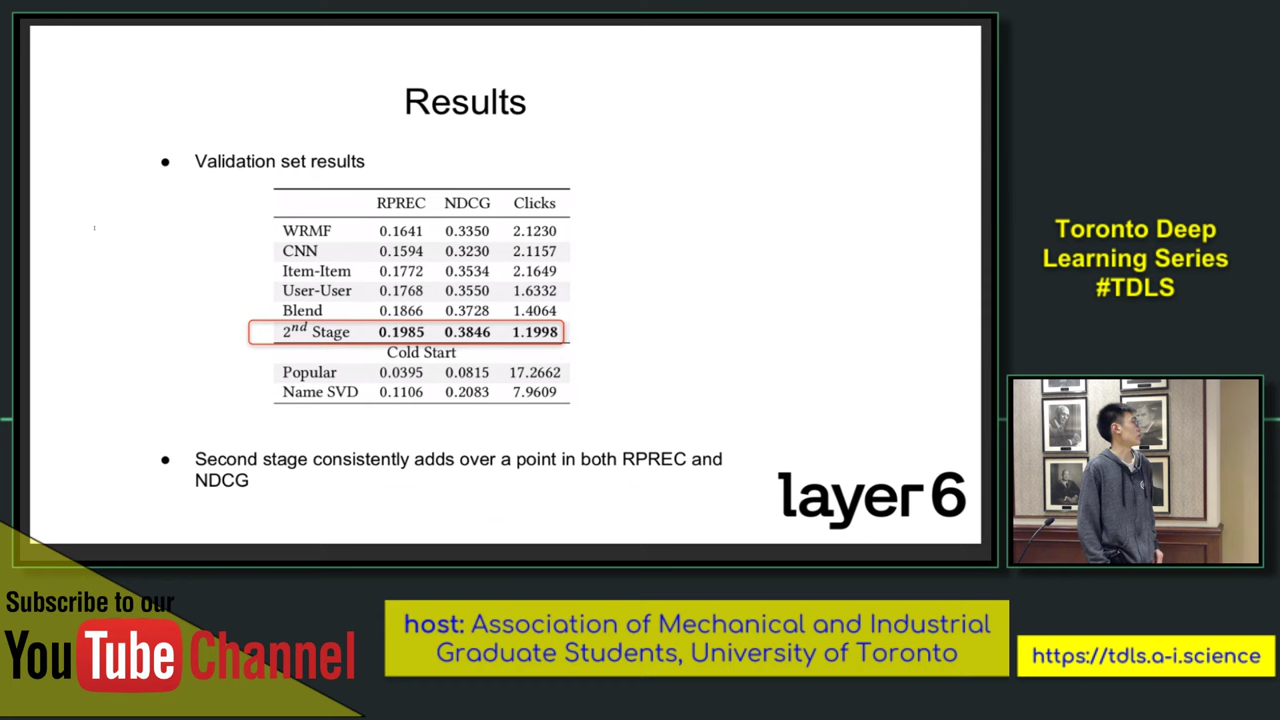 Results
● Validation set results
RPREC NDCG Clicks
WRMF 0.1641 0.3350 2.1230
CNN 0.1594 0.3230 2.1157
Item-Item 0.1772 0.3534 2.1649
User-User 0.1768 0.3550 1.6332
Blend 0.1866 0.3728 1.4064
2nd Stage 0.1985 0.3846 1.1998
Cold Start
Popular 0.0395 0.0815 17.2662
Name SVD 0.1106 0.2083 7.9609
● Second stage consistently adds over a point in both RPREC and
NDCG
layer 6
Toronto Deep
Learning Series
#TDLS
Subscribe to our
YouTube Channel
host: Association of Mechanical and Industrial
Graduate Students, University of Toronto
https://tdls.a-i.science